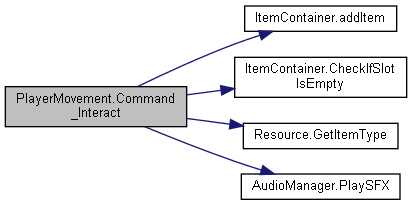 PlayerMovement.Command
_Interact
ItemContainer.addItem
ItemContainer.CheckIfSlot
IsEmpty
Resource.GetItemType
AudioManager.PlaySFX